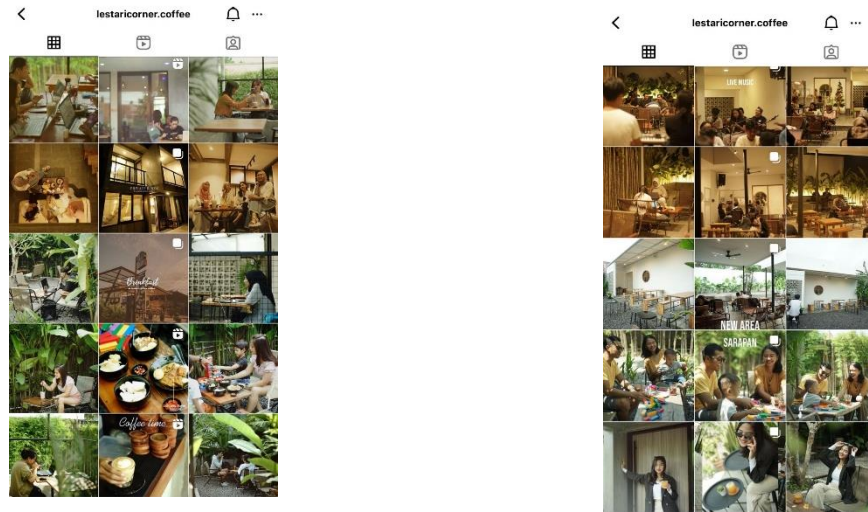 lestaricorner.coffee
Breakfast
Coffee time
lestaricorner.coffee
LIVE MUSIC
NEW AREA
SARAPAN